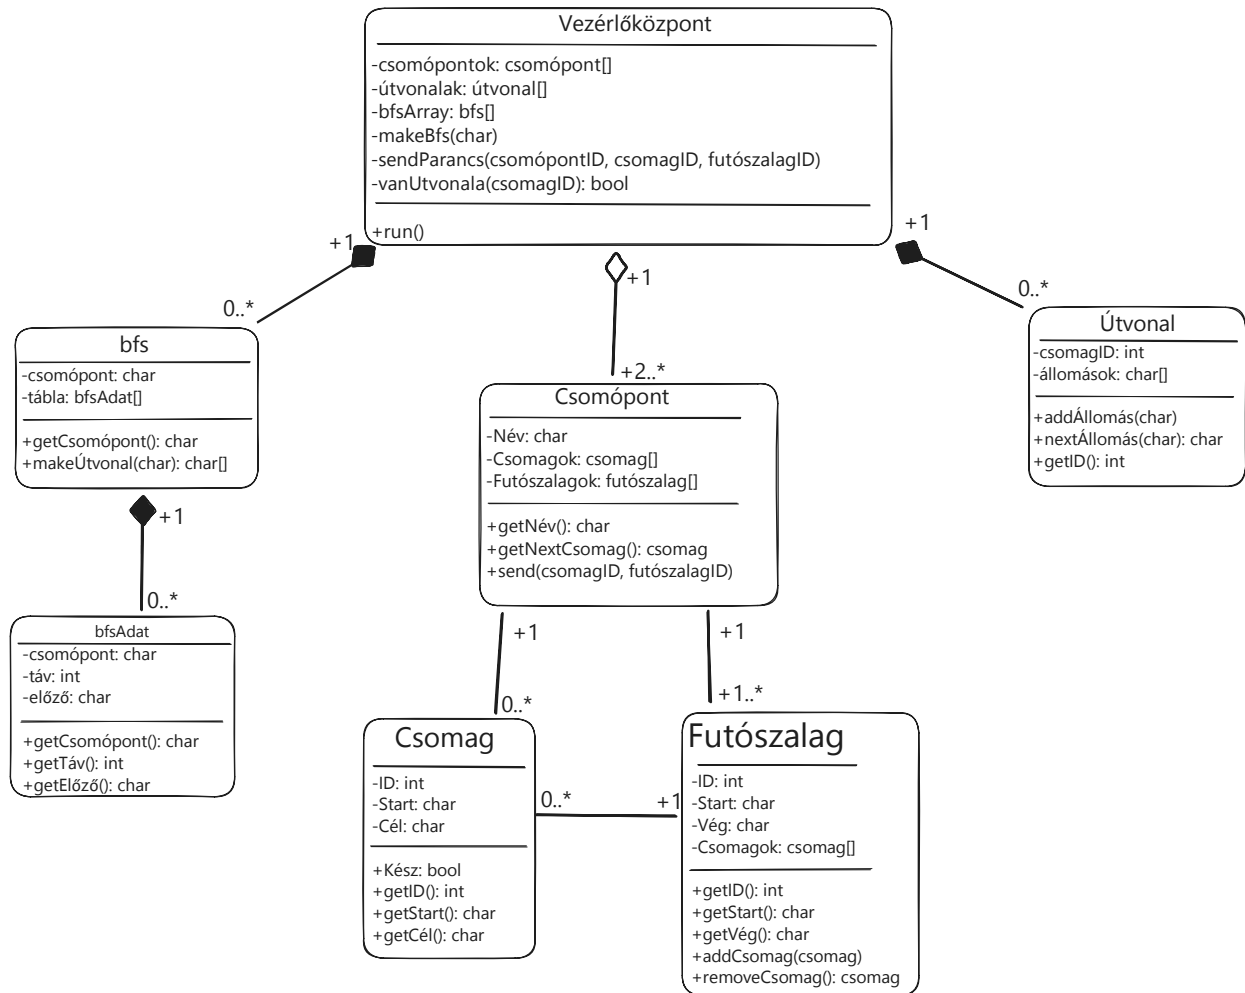 Vezérlőközpont
-csomópontok: csomópont[]
-útvonalak: útvonal[]
-bfsArray: bfs[]
-makeBfs(char)
-sendParancs(csomópontID, csomagID, futószalagID)
-vanUtvonala(csomagID): bool
+run()
+1
+1
+1
0..*
0..*
+2..*
bfs
-csomópont: char
-tábla: bfsAdat[]
+getCsomópont(): char
+makeÚtvonal(char): char[]
Útvonal
-csomagID: int
-állomások: char[]
+addÁllomás(char)
+nextÁllomás(char): char
+getID(): int
Csomópont
-Név: char
-Csomagok: csomag[]
-Futószalagok: futószalag[]
+getNév(): char
+getNextCsomag(): csomag
+send(csomagID, futószalagID)
+1
0..*
bfsAdat
-csomópont: char
-táv: int
-előző: char
+getCsomópont(): char
+getTáv(): int
+getElőző(): char
+1
+1
0..*
+1..*
Csomag
-ID: int
-Start: char
-Cél: char
+Kész: bool
+getID(): int
+getStart(): char
+getCél(): char
0..*
+1
Futószalag
-ID: int
-Start: char
-Vég: char
-Csomagok: csomag[]
+getID(): int
+getStart(): char
+getVég(): char
+addCsomag(csomag)
+removeCsomag(): csomag